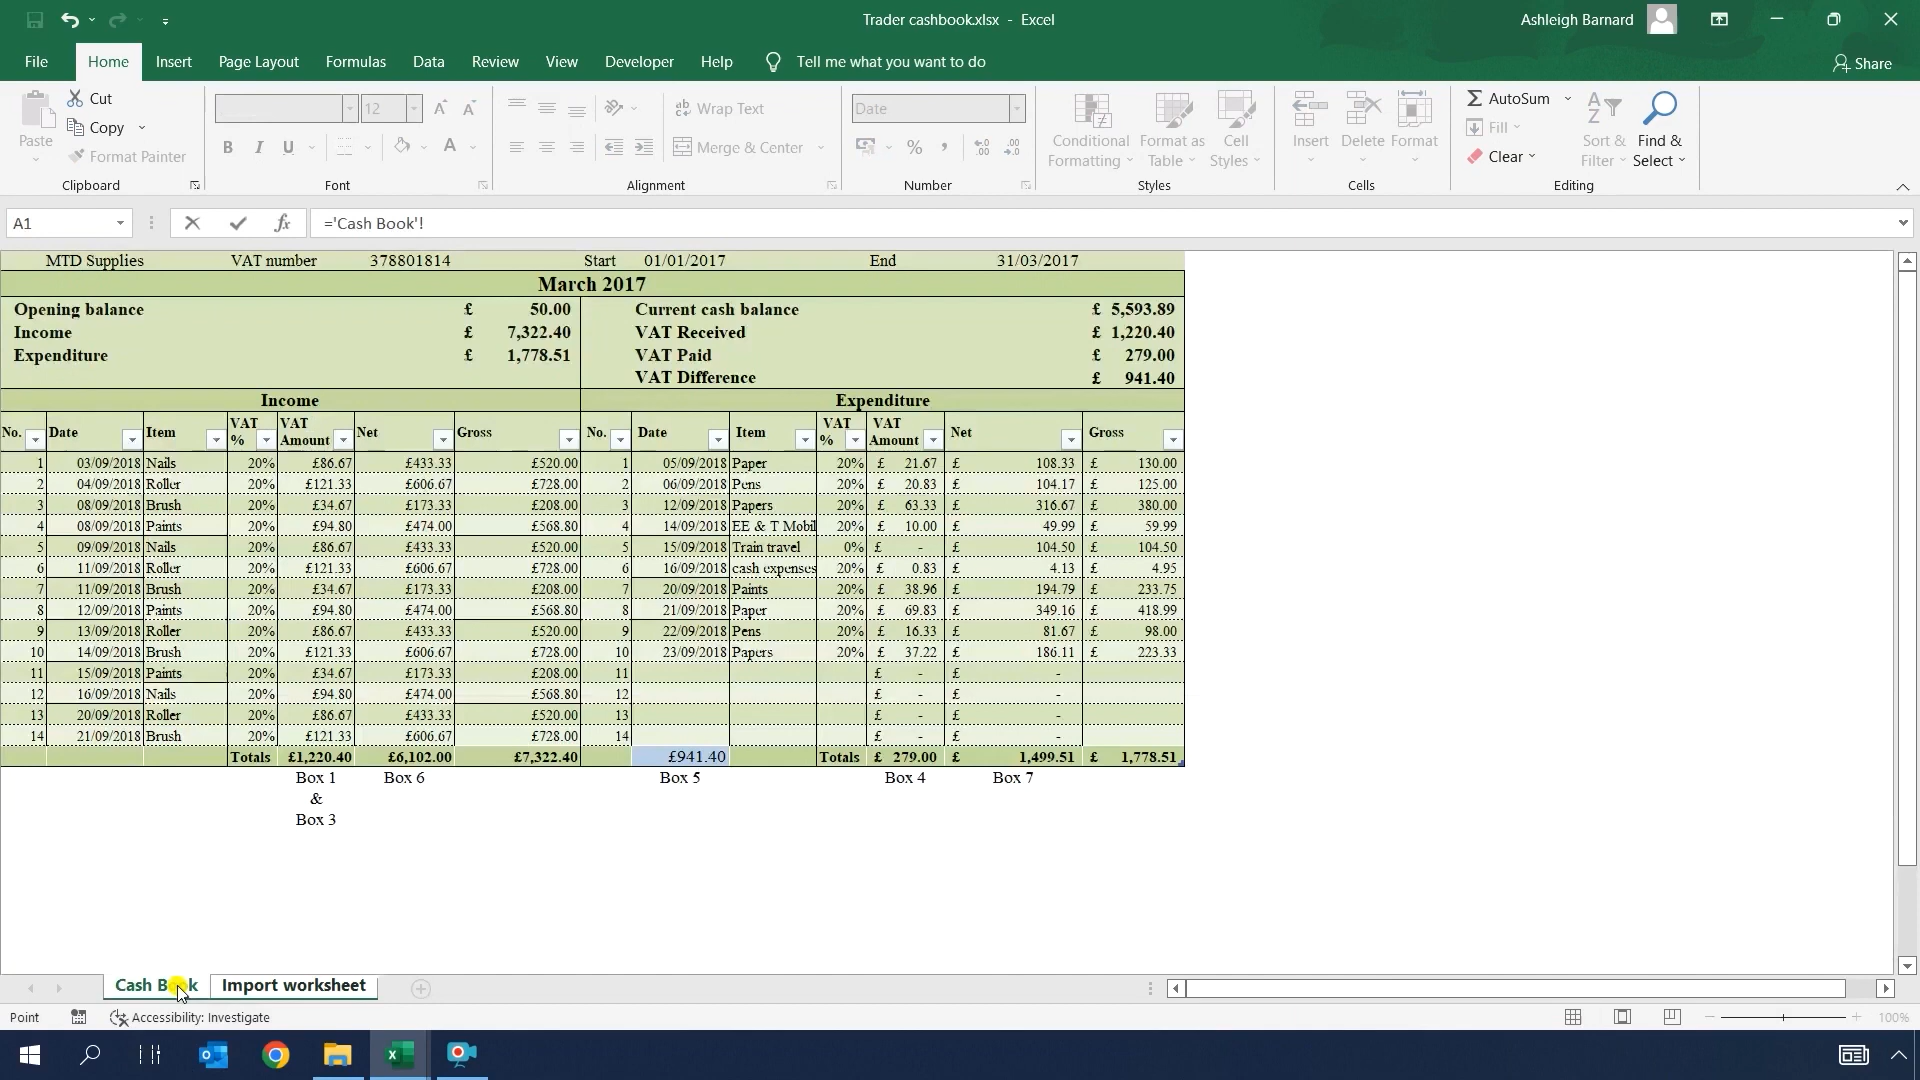 Trader cashbook.xlsx - Excel
Ashleigh Barnard
File Home Insert Page Layout Formulas Data Review View Developer Help Tell me what you want to do Share
Paste
Cut
Copy
Format Painter
Clipboard
12
B I U A
Font
Wrap Text
Merge & Center
Alignment
Date
%
Number
Conditional Formatting
Format as Table
Cell Styles
Styles
Insert
Delete
Format
Cells
AutoSum
Fill
Clear
Sort & Filter
Find & Select
Editing
A1 fx ='Cash Book'!
MTD Supplies VAT number 378801814 Start 01/01/2017 End 31/03/2017
March 2017
Opening balance £ 50.00 Current cash balance £ 5,593.89
Income £ 7,322.40 VAT Received £ 1,220.40
Expenditure £ 1,778.51 VAT Paid £ 279.00
VAT Difference £ 941.40
Income Expenditure
No. Date Item VAT % VAT Amount Net Gross No. Date Item VAT % VAT Amount Net Gross
1 03/09/2018 Nails 20% £86.67 £433.33 £520.00 1 05/09/2018 Paper 20% £ 21.67 £ 108.33 £ 130.00
2 04/09/2018 Roller 20% £121.33 £606.67 £728.00 2 06/09/2018 Pens 20% £ 20.83 £ 104.17 £ 125.00
3 08/09/2018 Brush 20% £34.67 £173.33 £208.00 3 12/09/2018 Papers 20% £ 63.33 £ 316.67 £ 380.00
4 08/09/2018 Paints 20% £94.80 £474.00 £568.80 4 14/09/2018 EE & T Mobil 20% £ 10.00 £ 49.99 £ 59.99
5 09/09/2018 Nails 20% £86.67 £433.33 £520.00 5 15/09/2018 Train travel 0% £ - £ 104.50 £ 104.50
6 11/09/2018 Roller 20% £121.33 £606.67 £728.00 6 16/09/2018 cash expenses 20% £ 0.83 £ 4.13 £ 4.95
7 11/09/2018 Brush 20% £34.67 £173.33 £208.00 7 20/09/2018 Paints 20% £ 38.96 £ 194.79 £ 233.75
8 12/09/2018 Paints 20% £94.80 £474.00 £568.80 8 21/09/2018 Paper 20% £ 69.83 £ 349.16 £ 418.99
9 13/09/2018 Roller 20% £86.67 £433.33 £520.00 9 22/09/2018 Pens 20% £ 16.33 £ 81.67 £ 98.00
10 14/09/2018 Brush 20% £121.33 £606.67 £728.00 10 23/09/2018 Papers 20% £ 37.22 £ 186.11 £ 223.33
11 15/09/2018 Paints 20% £34.67 £173.33 £208.00 11 £ - £ -
12 16/09/2018 Nails 20% £94.80 £474.00 £568.80 12 £ - £ -
13 20/09/2018 Roller 20% £86.67 £433.33 £520.00 13 £ - £ -
14 21/09/2018 Brush 20% £121.33 £606.67 £728.00 14 £ - £ -
Totals £1,220.40 £6,102.00 £7,322.40 £941.40 Totals £ 279.00 £ 1,499.51 £ 1,778.51
Box 1 Box 6 Box 5 Box 4 Box 7
&
Box 3
Cash Book Import worksheet
Point Accessibility: Investigate 100%